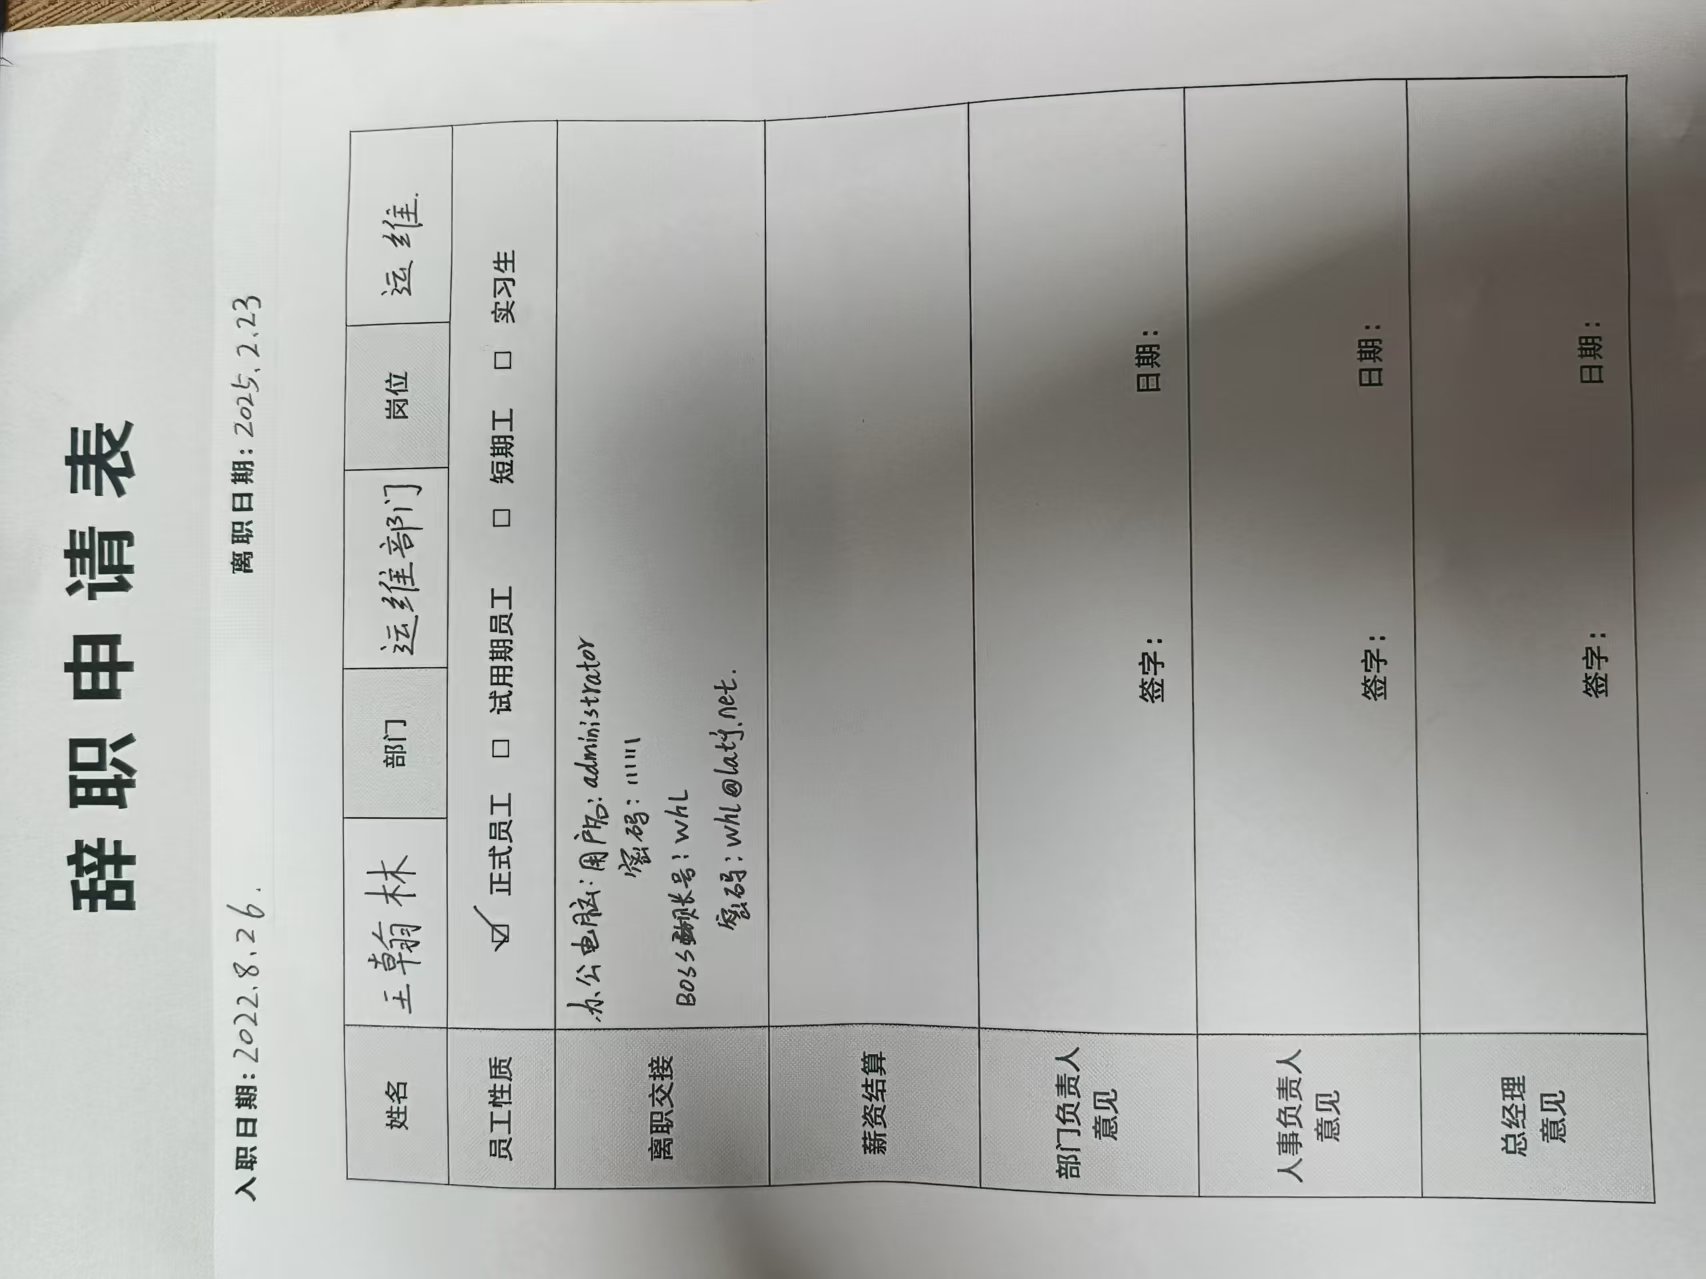 辞职申请表
入职日期：2022.8.26. 离职日期：2025.2.23
姓名 王翰林 部门 运维部门 岗位 运维.
员工性质 ☑ 正式员工 □ 试用期员工 □ 短期工 □ 实习生
离职交接
办公电脑：用户名：administrator
密码：111111
BOSS账号：whL
密码：whl@latj.net.
薪资结算
部门负责人
意见
签字： 日期：
人事负责人
意见
签字： 日期：
总经理
意见
签字： 日期：